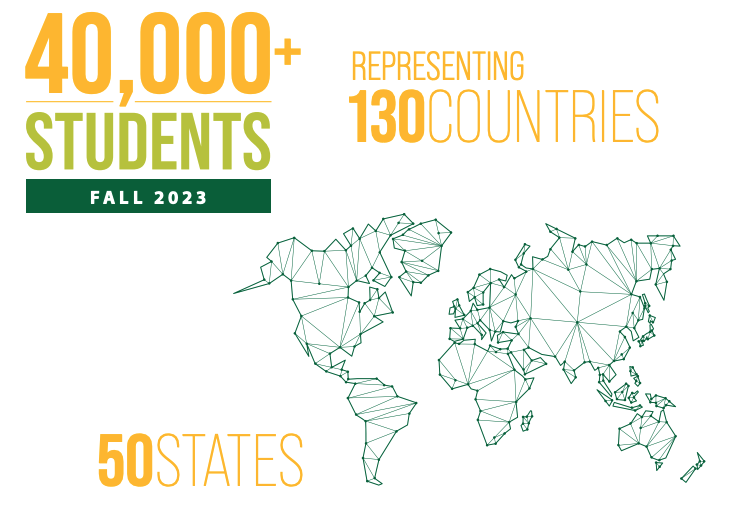 40,000+
STUDENTS
FALL 2023
REPRESENTING
130COUNTRIES
50STATES